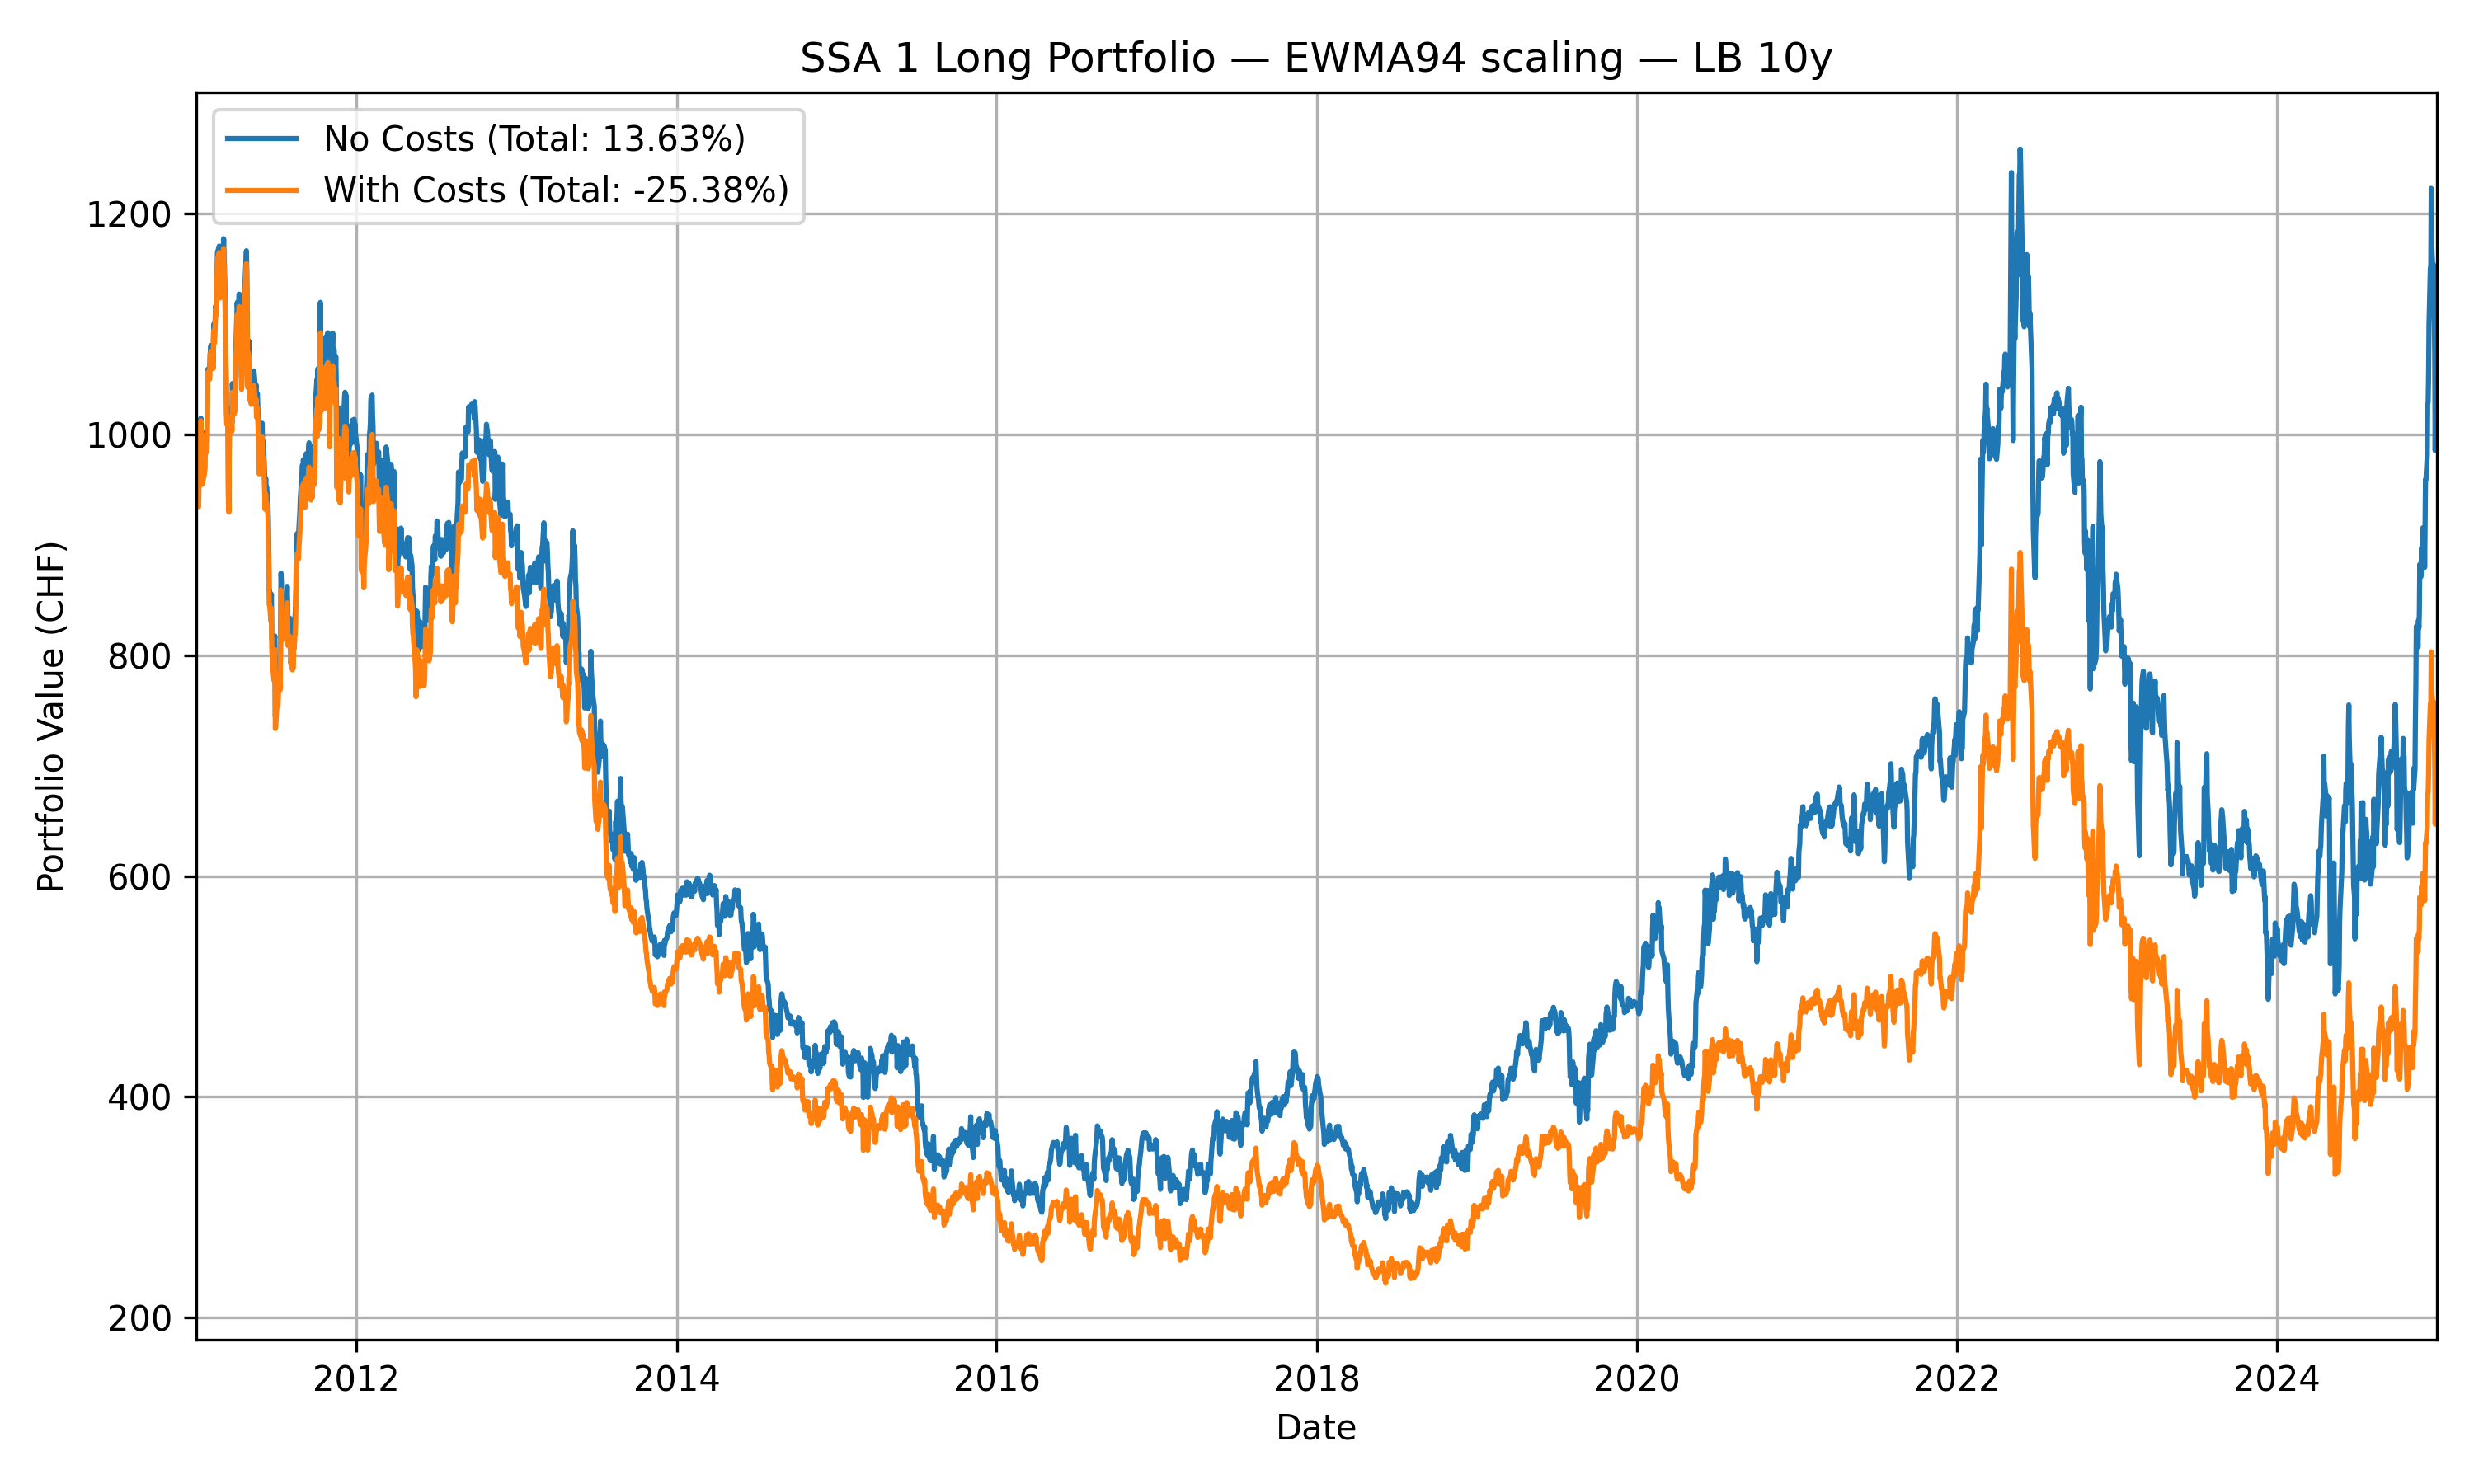 SSA 1 Long Portfolio — EWMA94 scaling — LB 10y
No Costs (Total: 13.63%)
With Costs (Total: -25.38%)
1200
1000
800
600
400
200
Portfolio Value (CHF)
2012 2014 2016 2018 2020 2022 2024
Date